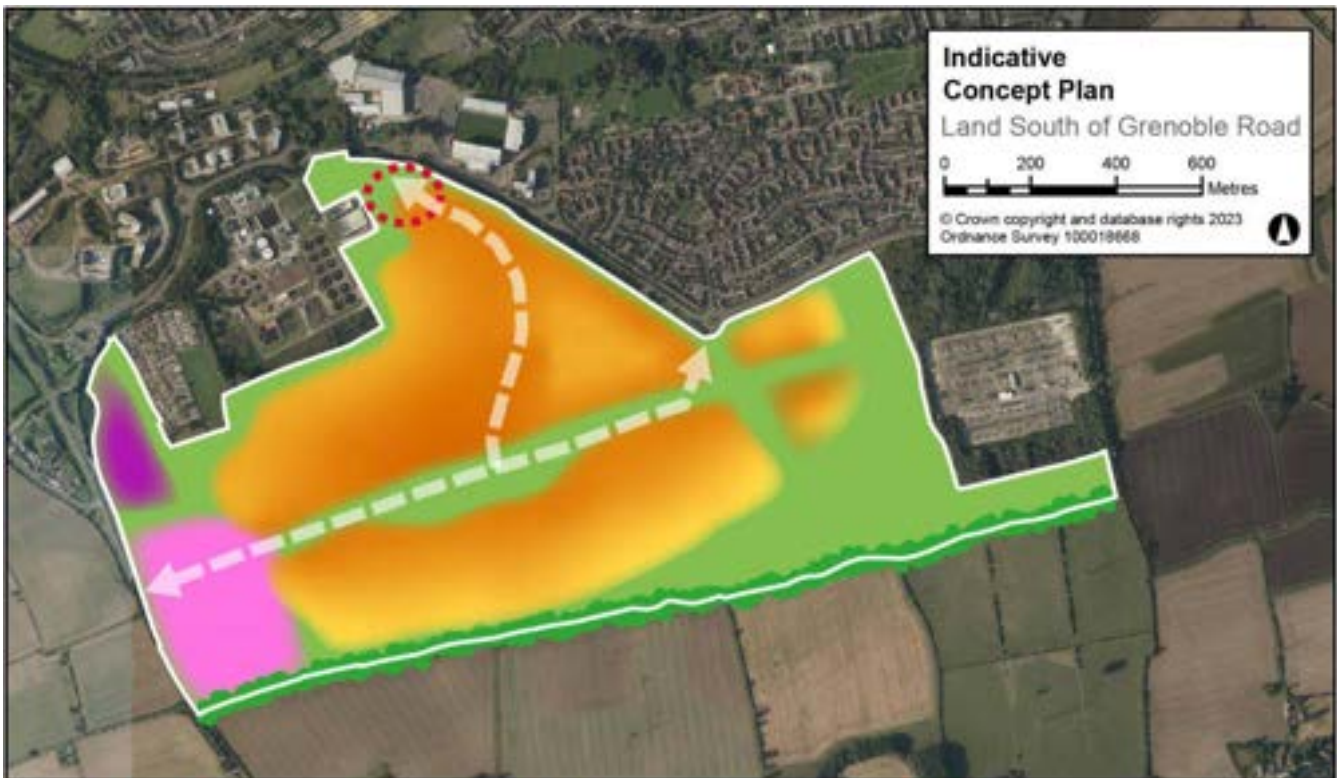 Indicative
Concept Plan
Land South of Grenoble Road
0 200 400 600
Metres
© Crown copyright and database rights 2023
Ordnance Survey 100018668